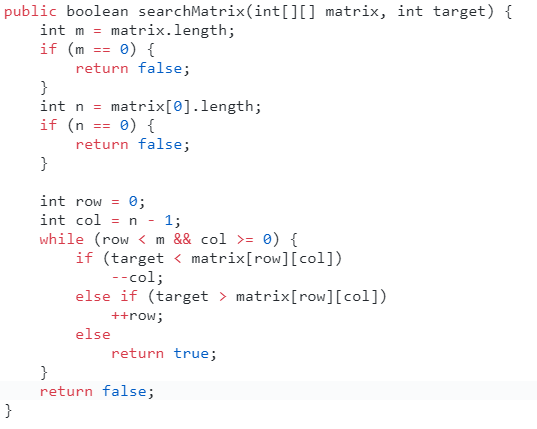 public boolean searchMatrix(int[][] matrix, int target) {
    int m = matrix.length;
    if (m == 0) {
        return false;
    }
    int n = matrix[0].length;
    if (n == 0) {
        return false;
    }

    int row = 0;
    int col = n - 1;
    while (row < m && col >= 0) {
        if (target < matrix[row][col])
            --col;
        else if (target > matrix[row][col])
            ++row;
        else
            return true;
    }
    return false;
}